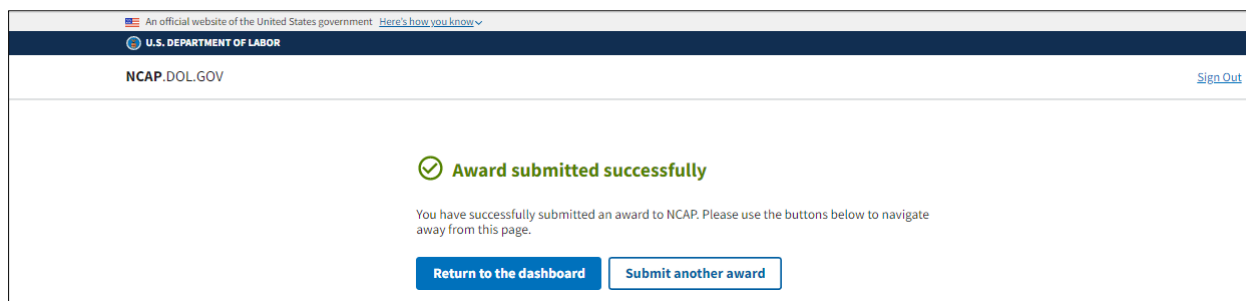 An official website of the United States government Here's how you know
U.S. DEPARTMENT OF LABOR
NCAP.DOL.GOV
Sign Out
Award submitted successfully
You have successfully submitted an award to NCAP. Please use the buttons below to navigate
away from this page.
Return to the dashboard
Submit another award